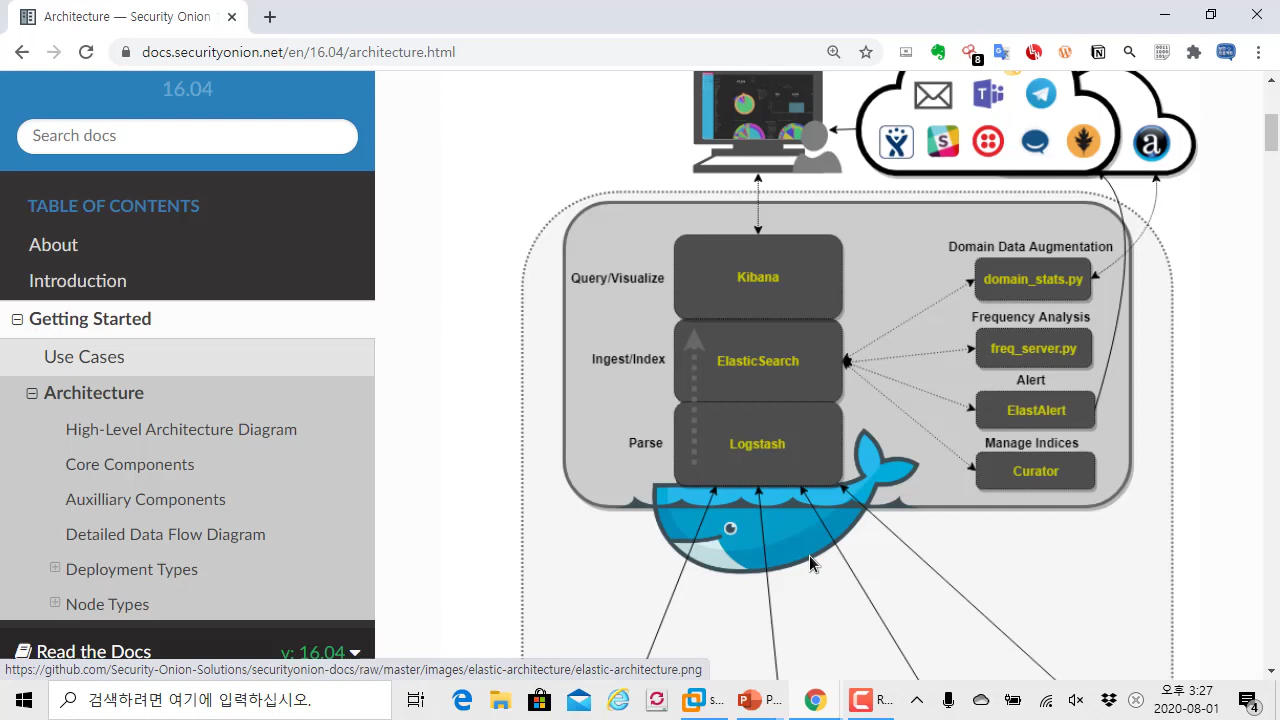 Architecture — Security Onion
docs.securityonion.net/en/16.04/architecture.html
8
16.04
Search docs
TABLE OF CONTENTS
About
Introduction
Getting Started
Use Cases
Architecture
High-Level Architecture Diagram
Core Components
Auxilliary Components
Detailed Data Flow Diagram
Deployment Types
Node Types
Read the Docs
v: 16.04
Query/Visualize
Kibana
Ingest/Index
ElasticSearch
Parse
Logstash
Domain Data Augmentation
domain_stats.py
Frequency Analysis
freq_server.py
Alert
ElastAlert
Manage Indices
Curator
https://github.com/Security-Onion-Solutions/securityonion-docs/raw/master/images/elastic-architecture/elastic-architecture.png
검색하려면 여기에 입력하십시오.
s...
P...
R...
오후 3:27
2020-08-01
4